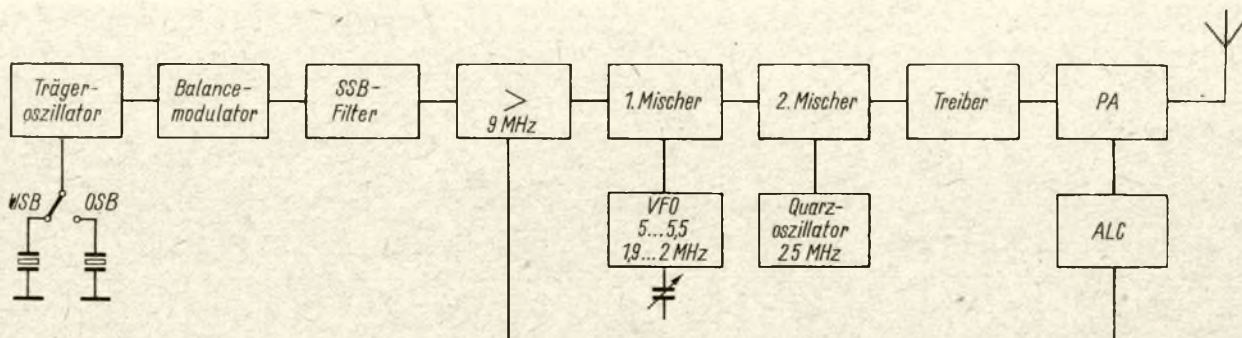 Träger-
oszillator
Balance-
modulator
SSB-
Filter
>
9 MHz
1. Mischer
2. Mischer
Treiber
PA
WSB
OSB
VFO
5...5,5
1,9...2 MHz
Quarz-
oszillator
25 MHz
ALC